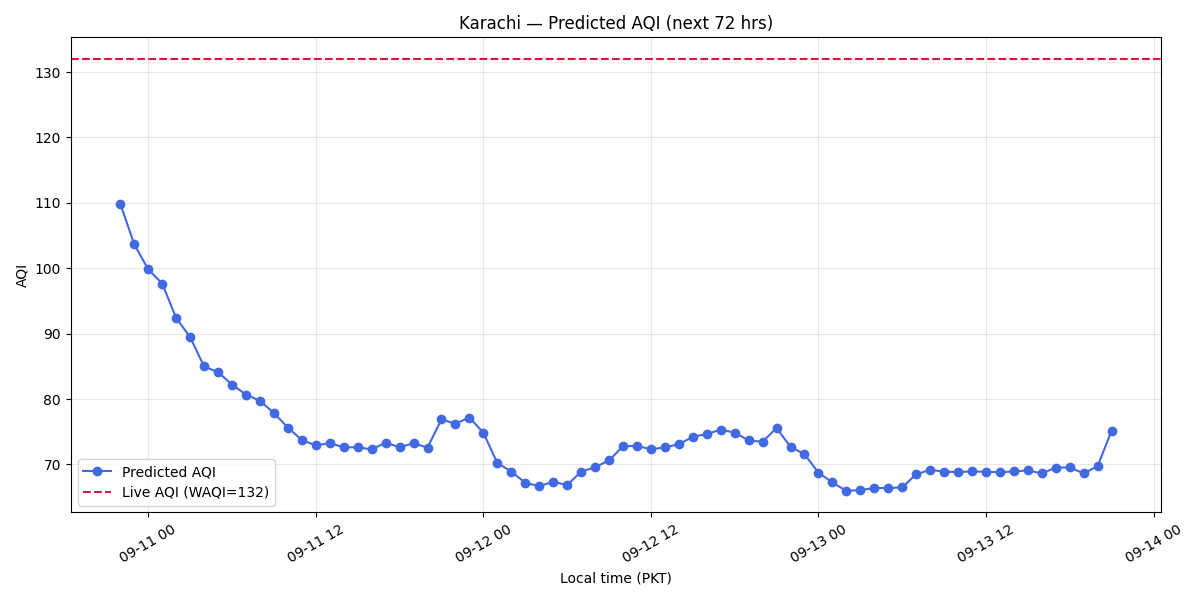 Karachi — Predicted AQI (next 72 hrs)
130
120
110
100
90
80
70
AQI
Predicted AQI
Live AQI (WAQI=132)
09-11 00
09-11 12
09-12 00
09-12 12
09-13 00
09-13 12
09-14 00
Local time (PKT)